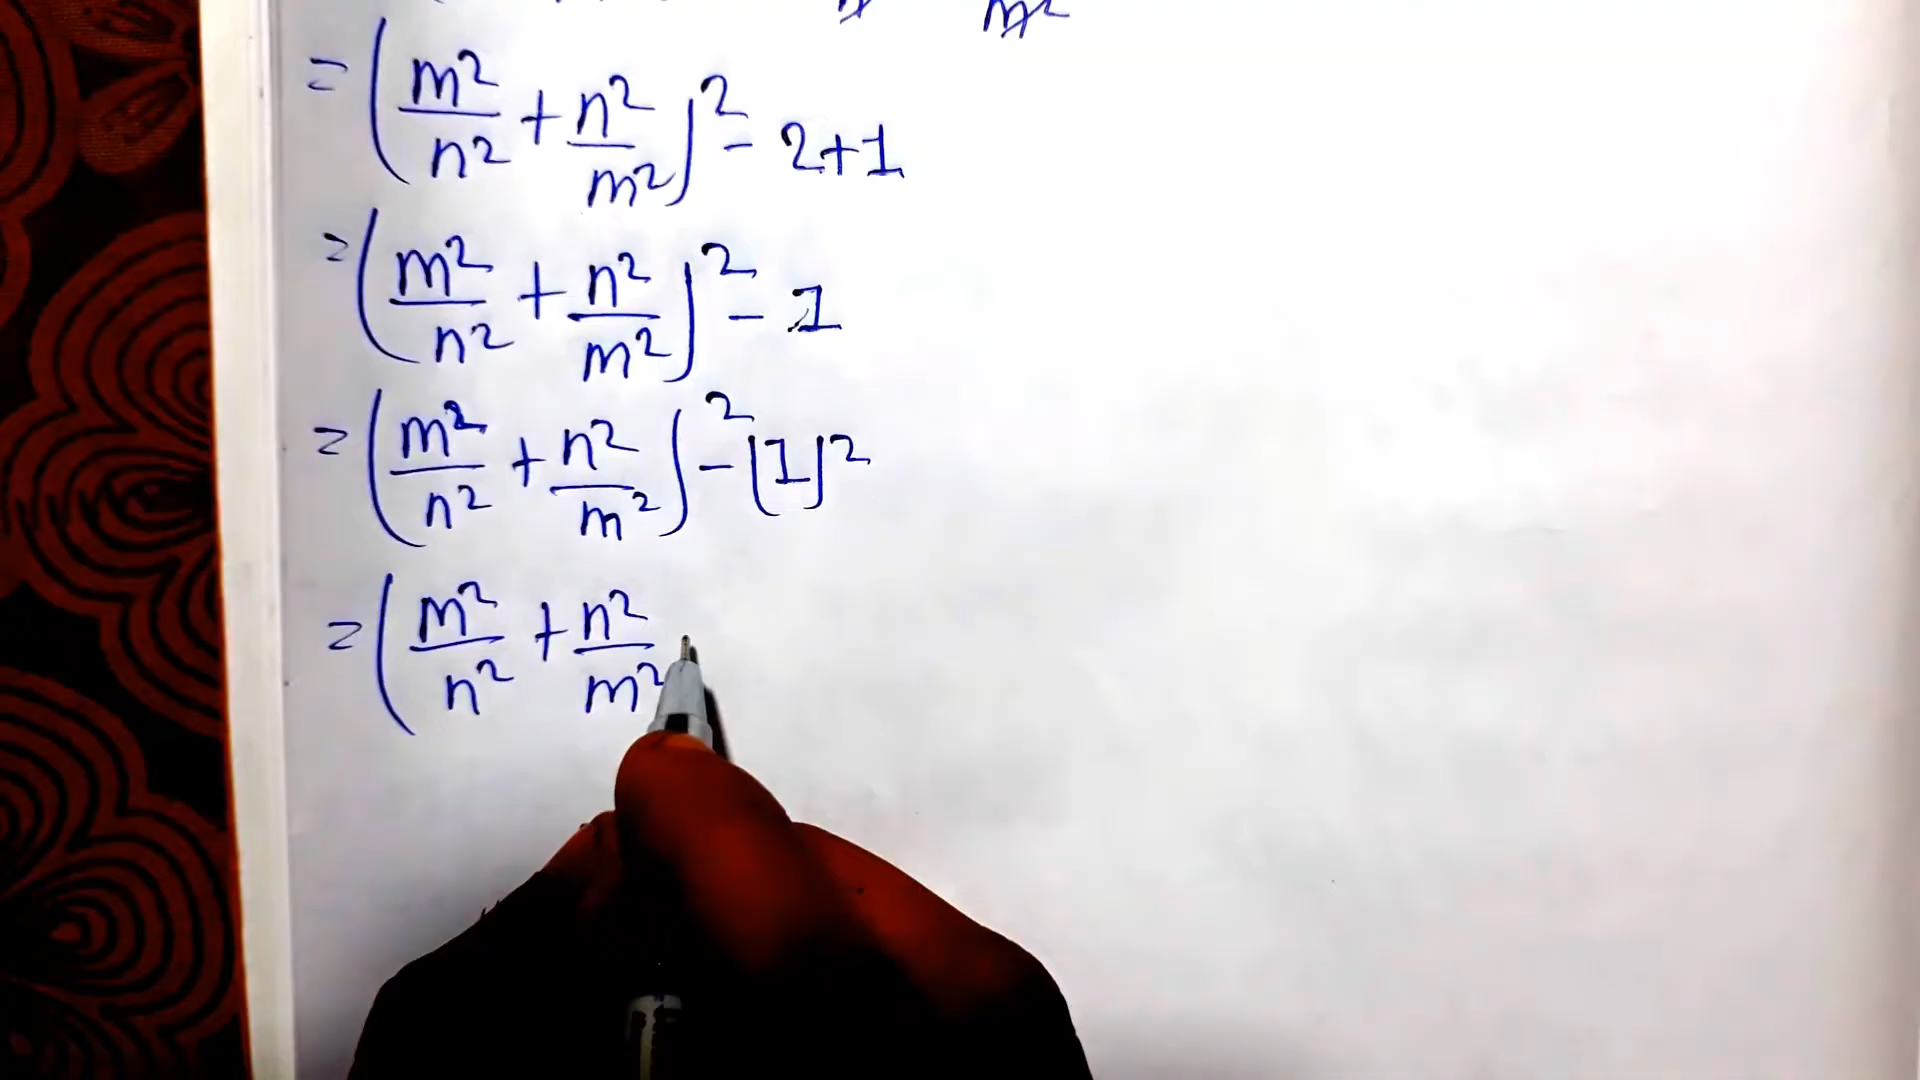 = (m²/n² + n²/m²)² - 2+1
= (m²/n² + n²/m²)² - 1
= (m²/n² + n²/m²)² - (1)²
= (m²/n² + n²/m²